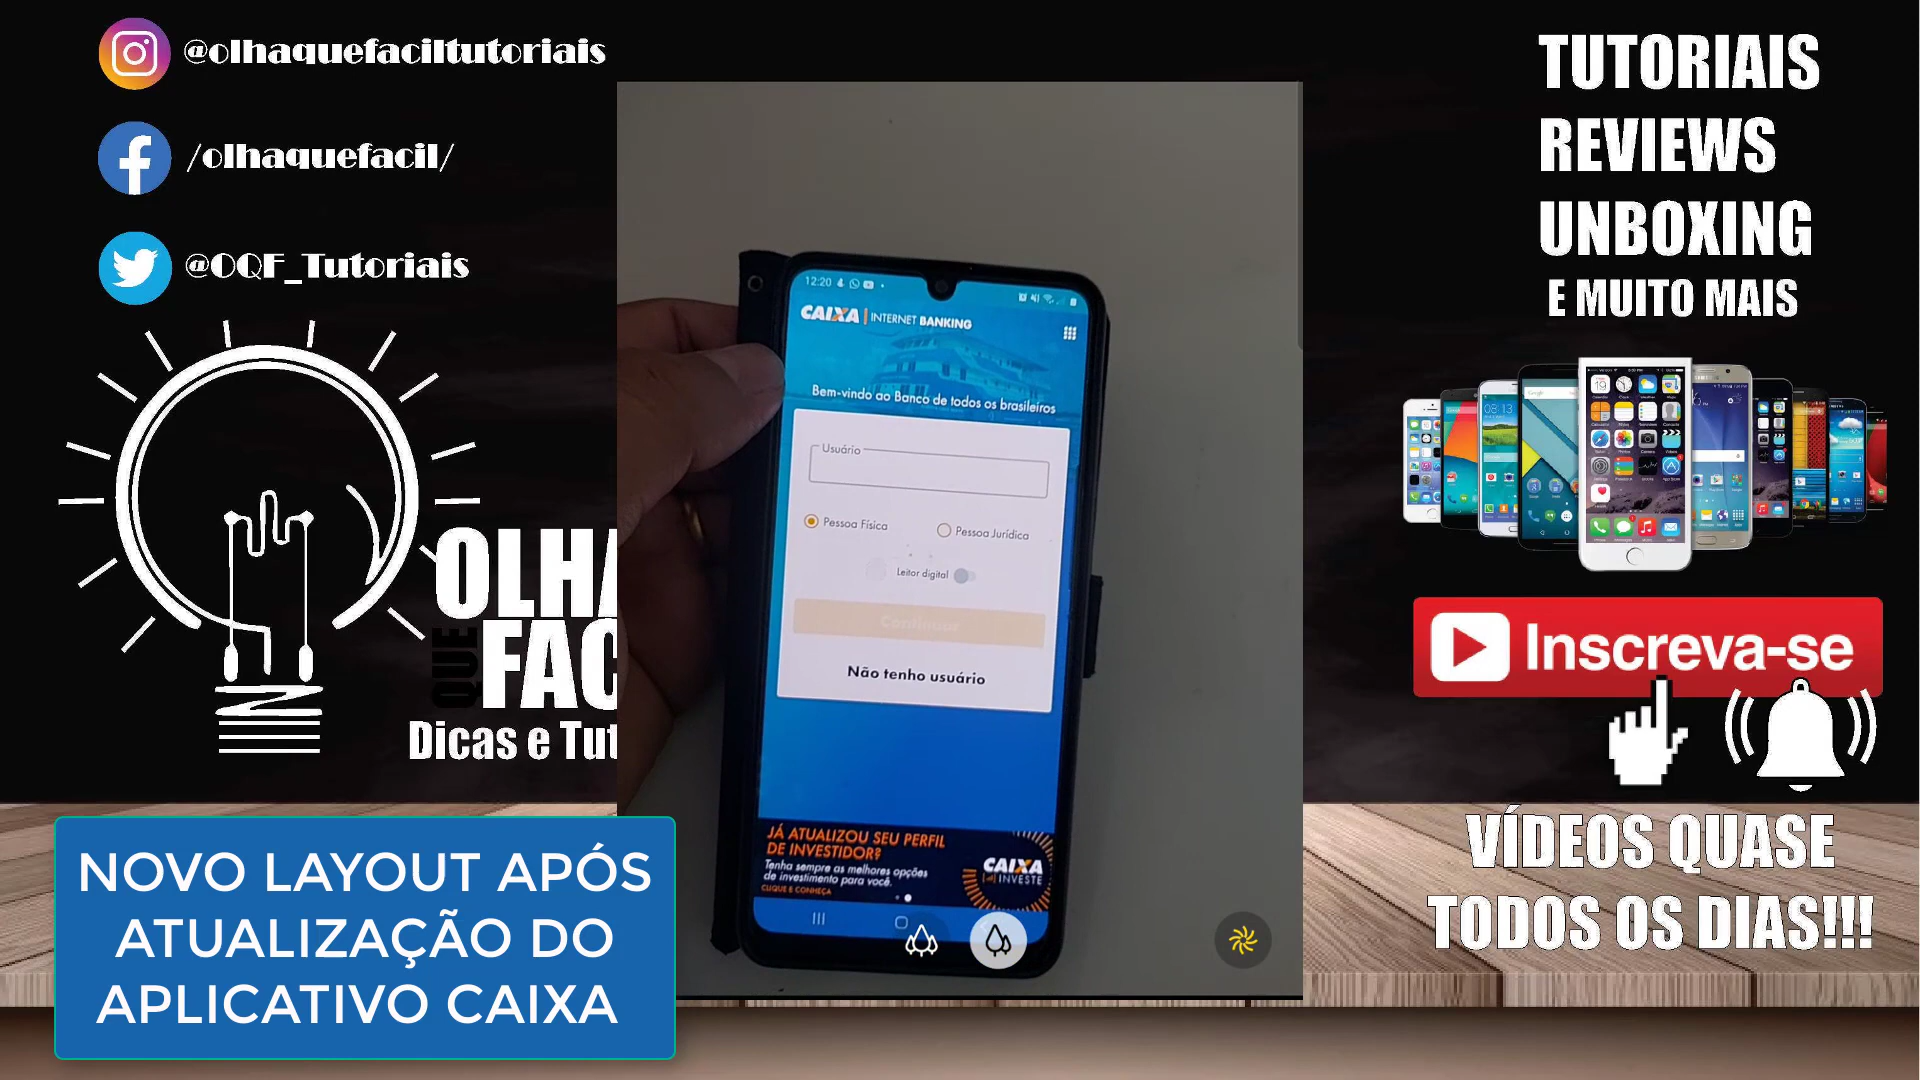 @olhaquefaciltutoriais
/olhaquefacil/
@OQF_Tutoriais
OLHA
QUE
FAC
Dicas e Tut
NOVO LAYOUT APÓS
ATUALIZAÇÃO DO
APLICATIVO CAIXA
12:20
CAIXA | INTERNET BANKING
Bem-vindo ao Banco de todos os brasileiros
Usuário
Pessoa Física
Pessoa Jurídica
Leitor digital
Continuar
Não tenho usuário
JÁ ATUALIZOU SEU PERFIL
DE INVESTIDOR?
Tenha sempre as melhores opções
de investimento para você.
CLIQUE E CONHEÇA
CAIXA
INVESTE
TUTORIAIS
REVIEWS
UNBOXING
E MUITO MAIS
Inscreva-se
VÍDEOS QUASE
TODOS OS DIAS!!!